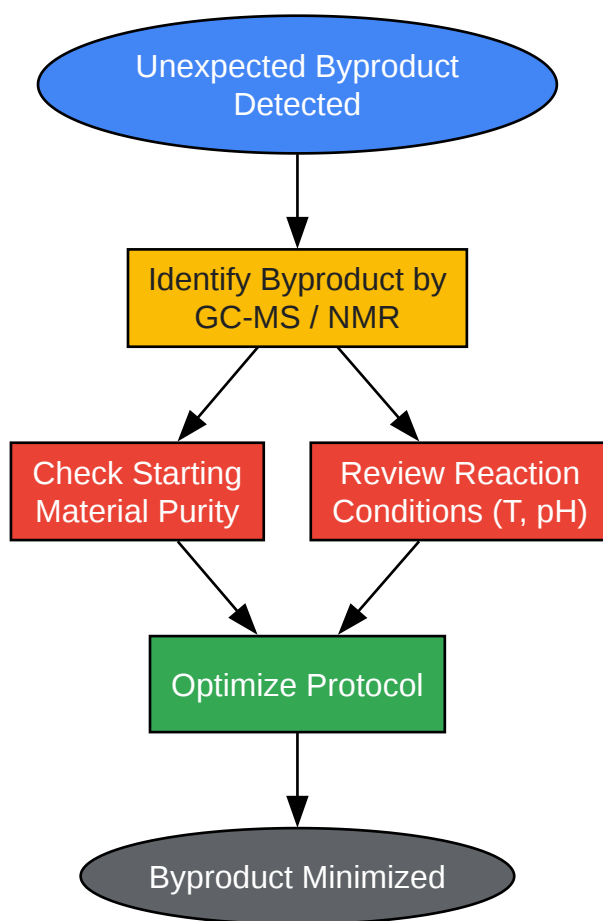 Unexpected Byproduct
Detected
Identify Byproduct by
GC-MS / NMR
Check Starting
Material Purity
Review Reaction
Conditions (T, pH)
Optimize Protocol
Byproduct Minimized